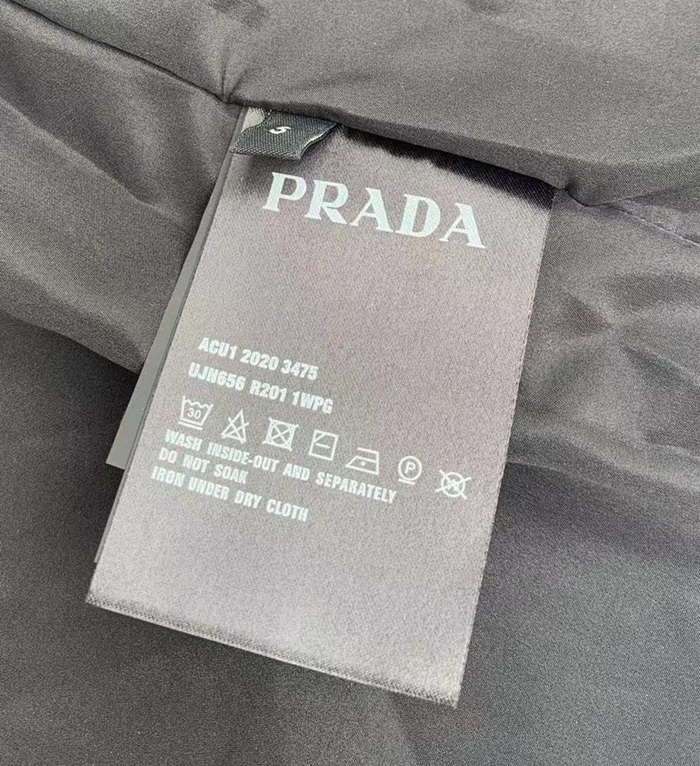 S
PRADA
ACU1 2020 3475
UJN656 R201 1WPG
30
P W
WASH INSIDE-OUT AND SEPARATELY
DO NOT SOAK
IRON UNDER DRY CLOTH